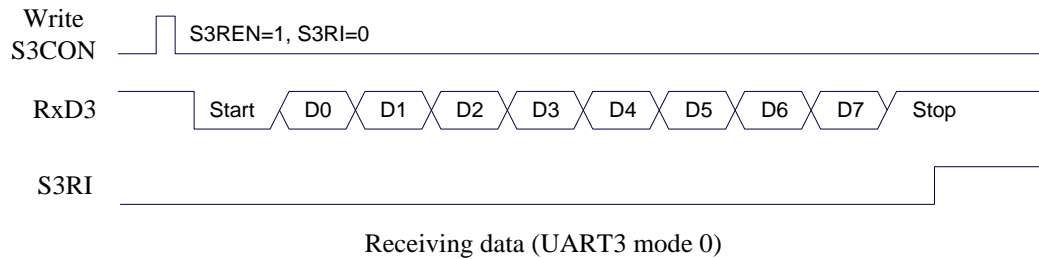 Write
S3CON
S3REN=1, S3RI=0
RxD3
Start D0 D1 D2 D3 D4 D5 D6 D7 Stop
S3RI
Receiving data (UART3 mode 0)